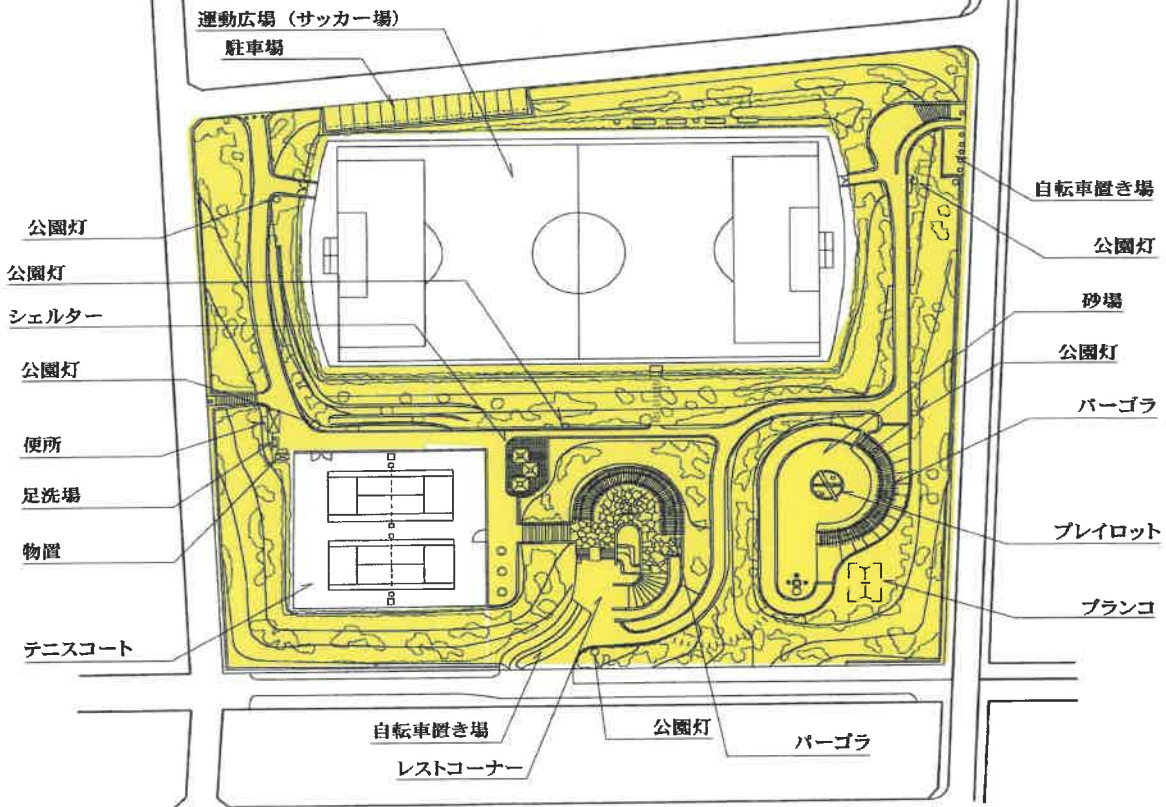 運動広場（サッカー場）
駐車場
公園灯
公園灯
シェルター
公園灯
便所
足洗場
物置
テニスコート
自転車置き場
公園灯
砂場
公園灯
パーゴラ
プレイロット
ブランコ
自転車置き場
レストコーナー
公園灯
パーゴラ